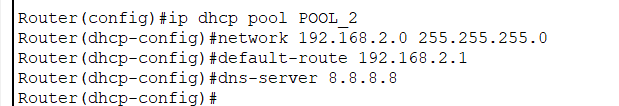 Router(config)#ip dhcp pool POOL_2
Router(dhcp-config)#network 192.168.2.0 255.255.255.0
Router(dhcp-config)#default-route 192.168.2.1
Router(dhcp-config)#dns-server 8.8.8.8
Router(dhcp-config)#